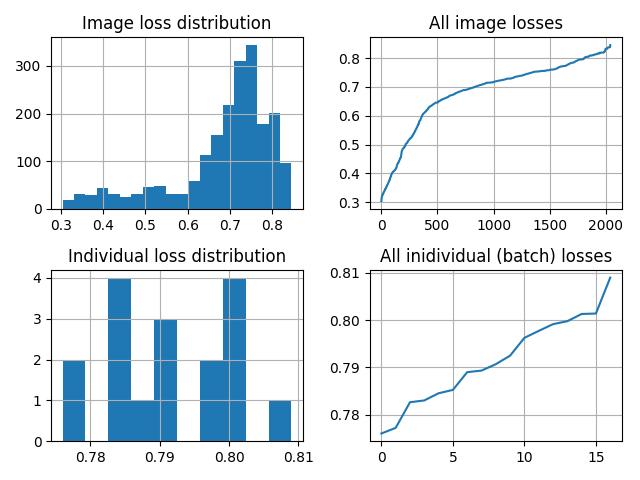 Image loss distribution
300
200
100
0
0.3 0.4 0.5 0.6 0.7 0.8
All image losses
0.8
0.7
0.6
0.5
0.4
0.3
0 500 1000 1500 2000
Individual loss distribution
4
3
2
1
0
0.78 0.79 0.80 0.81
All inidividual (batch) losses
0.81
0.80
0.79
0.78
0 5 10 15